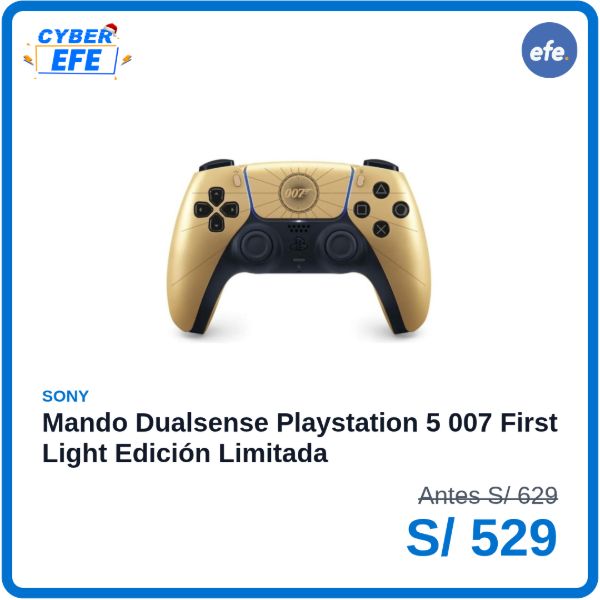 CYBER
EFE
efe.
007
SONY
Mando Dualsense Playstation 5 007 First
Light Edición Limitada
Antes S/ 629
S/ 529